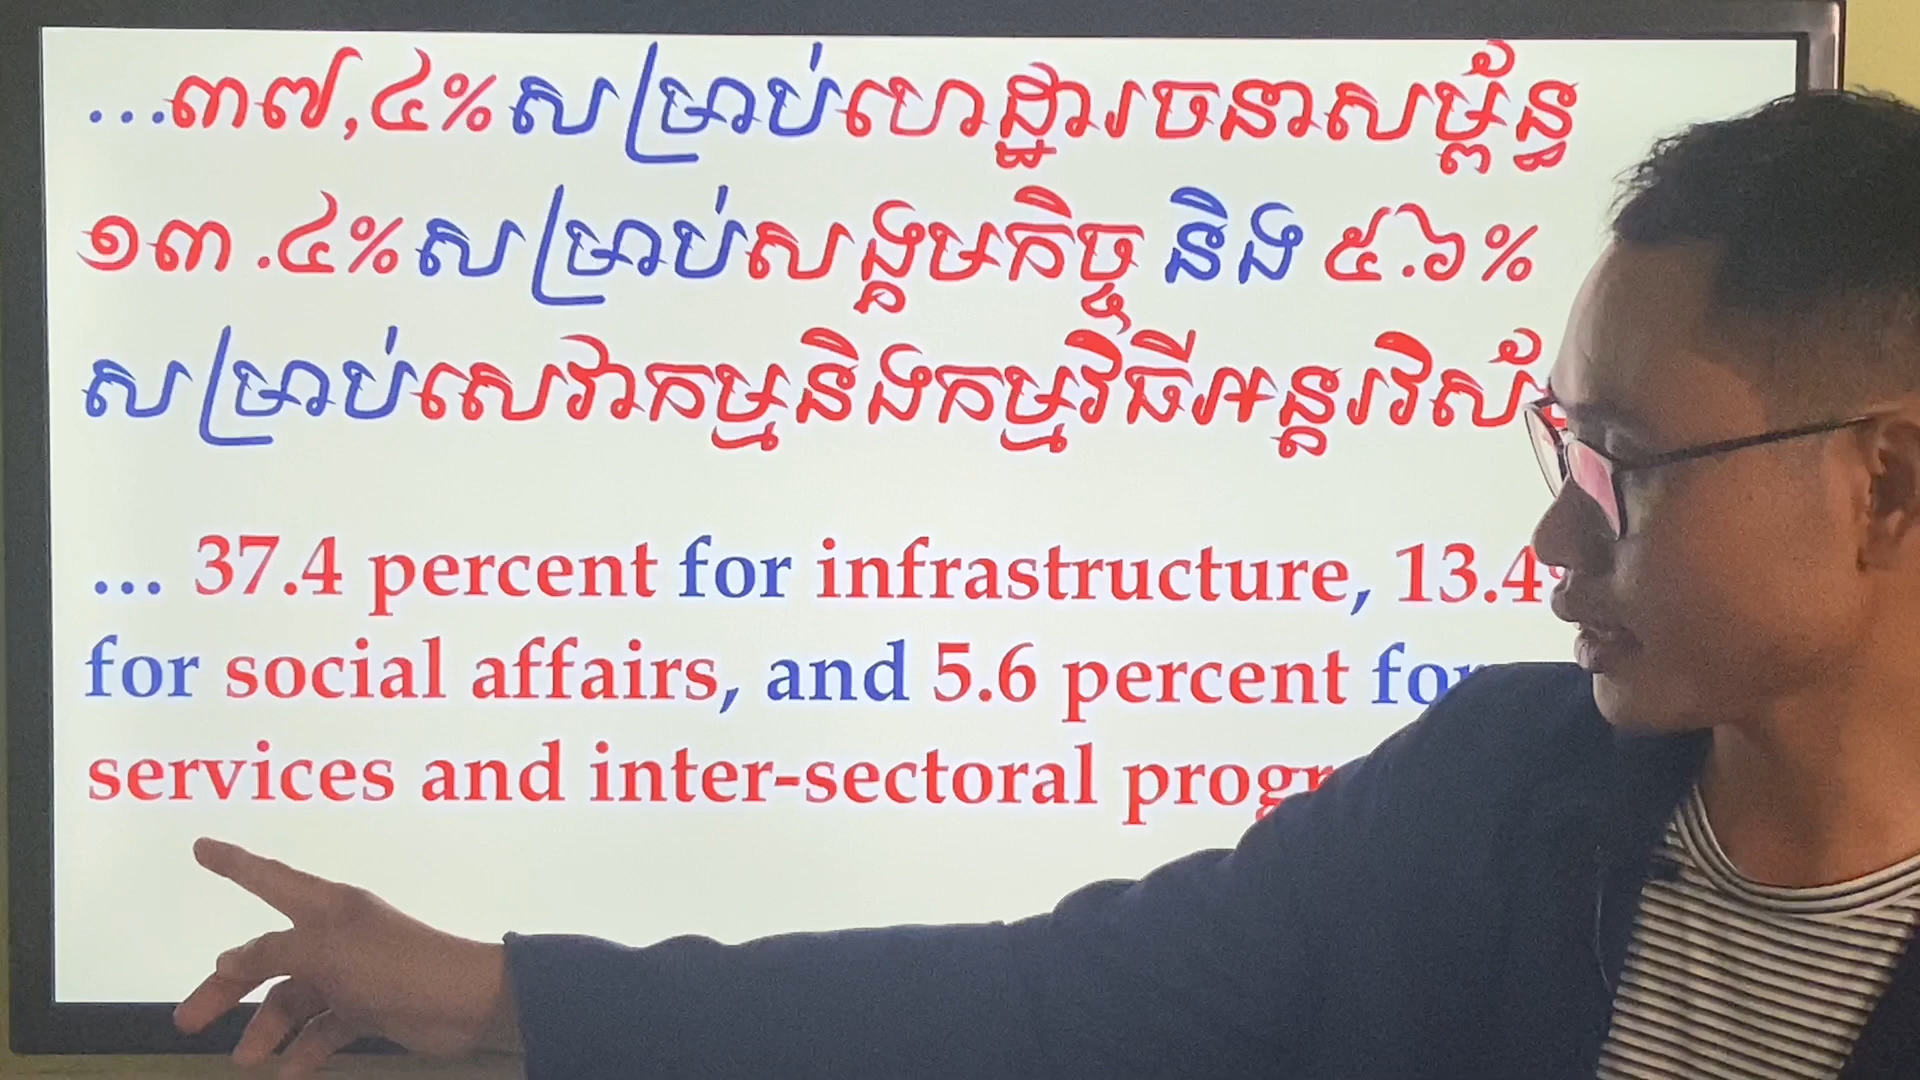 ...៣៧,៤%សម្រាប់ហេដ្ឋារចនាសម្ព័ន្ធ
១៣.៤%សម្រាប់សង្គមកិច្ច និង ៥.៦%
សម្រាប់សេវាកម្មនិងកម្មវិធីអន្តរវិស័
... 37.4 percent for infrastructure, 13.4%
for social affairs, and 5.6 percent for
services and inter-sectoral progr